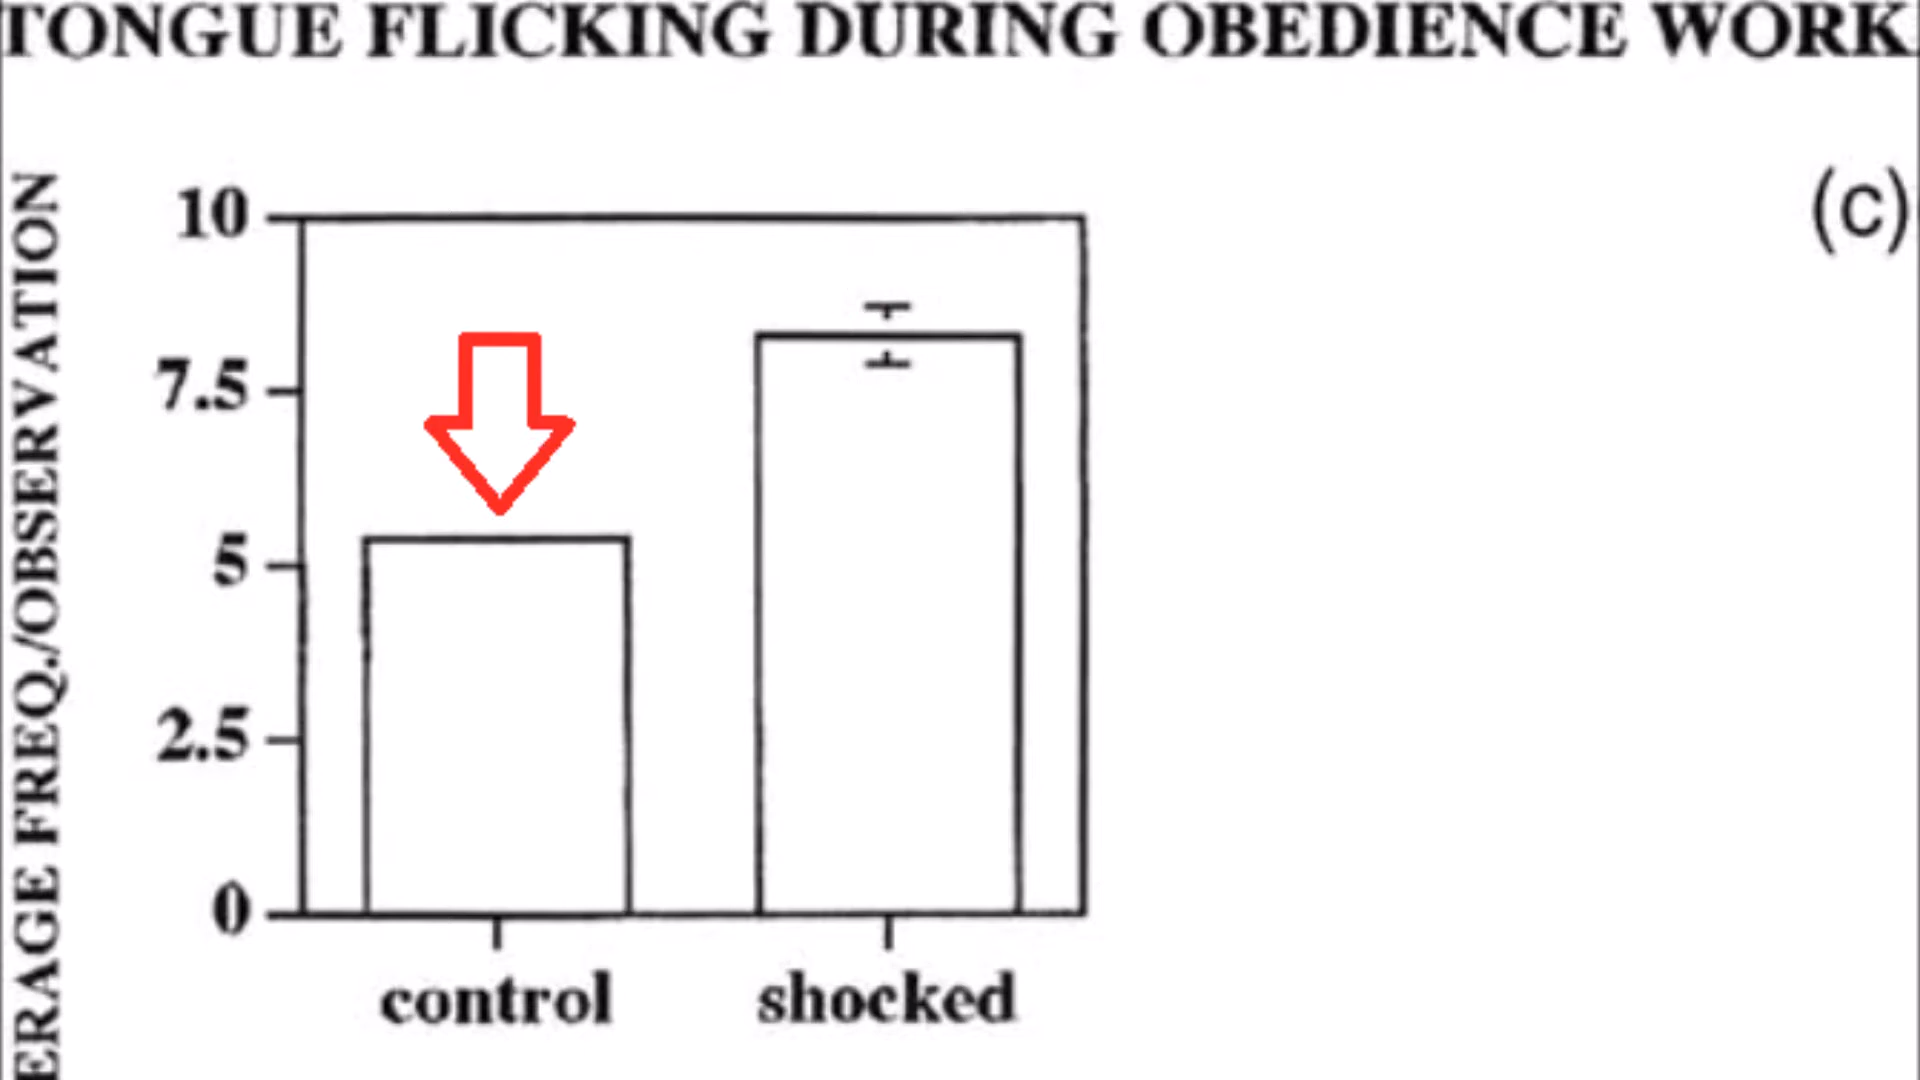 TONGUE FLICKING DURING OBEDIENCE WORK
(c)
ERAGE FREQ./OBSERVATION
10
7.5
5
2.5
0
control shocked